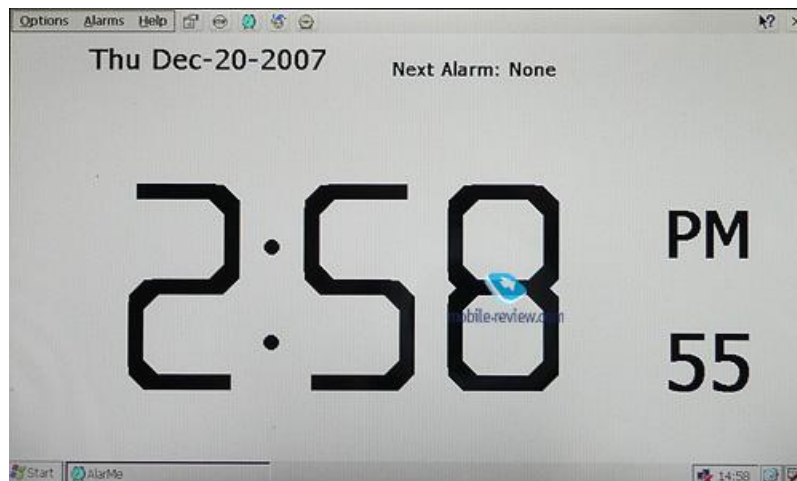 Options Alarms Help
Thu Dec-20-2007
Next Alarm: None
2:58
PM
55
mobile-review.com
Start AlarMe
14:58